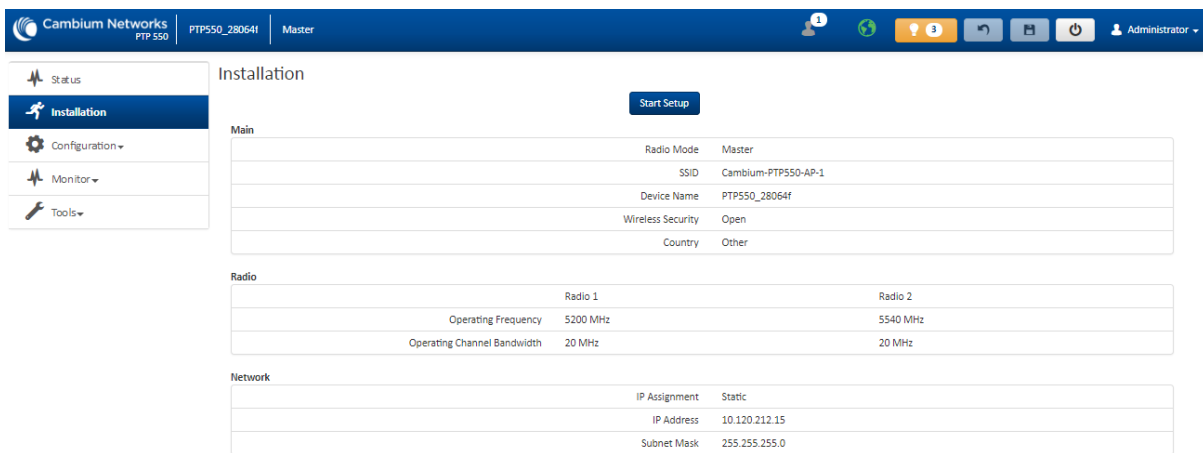 Cambium Networks
PTP 550
PTP550_28064f
Master
1
3
Administrator
Status
Installation
Configuration
Monitor
Tools
Installation
Start Setup
Main
Radio Mode Master
SSID Cambium-PTP550-AP-1
Device Name PTP550_28064f
Wireless Security Open
Country Other
Radio
Radio 1 Radio 2
Operating Frequency 5200 MHz 5540 MHz
Operating Channel Bandwidth 20 MHz 20 MHz
Network
IP Assignment Static
IP Address 10.120.212.15
Subnet Mask 255.255.255.0